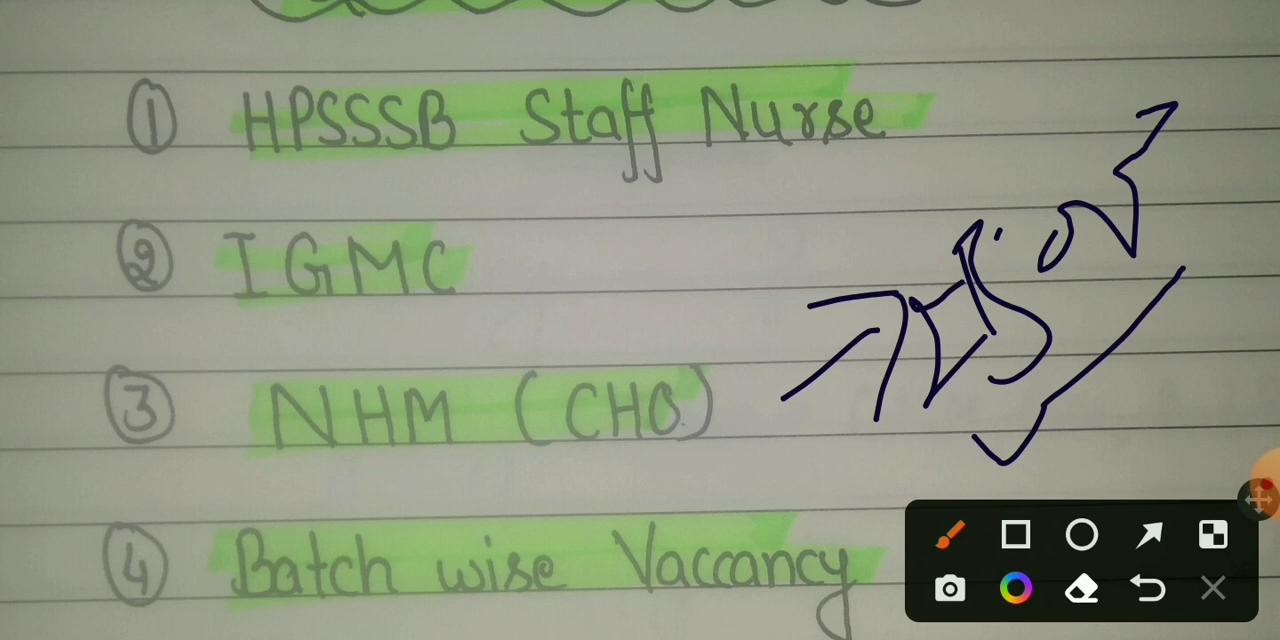 ① HPSSSB Staff Nurse
② IGMC
③ NHM (CHO)
④ Batch wise Vaccancy